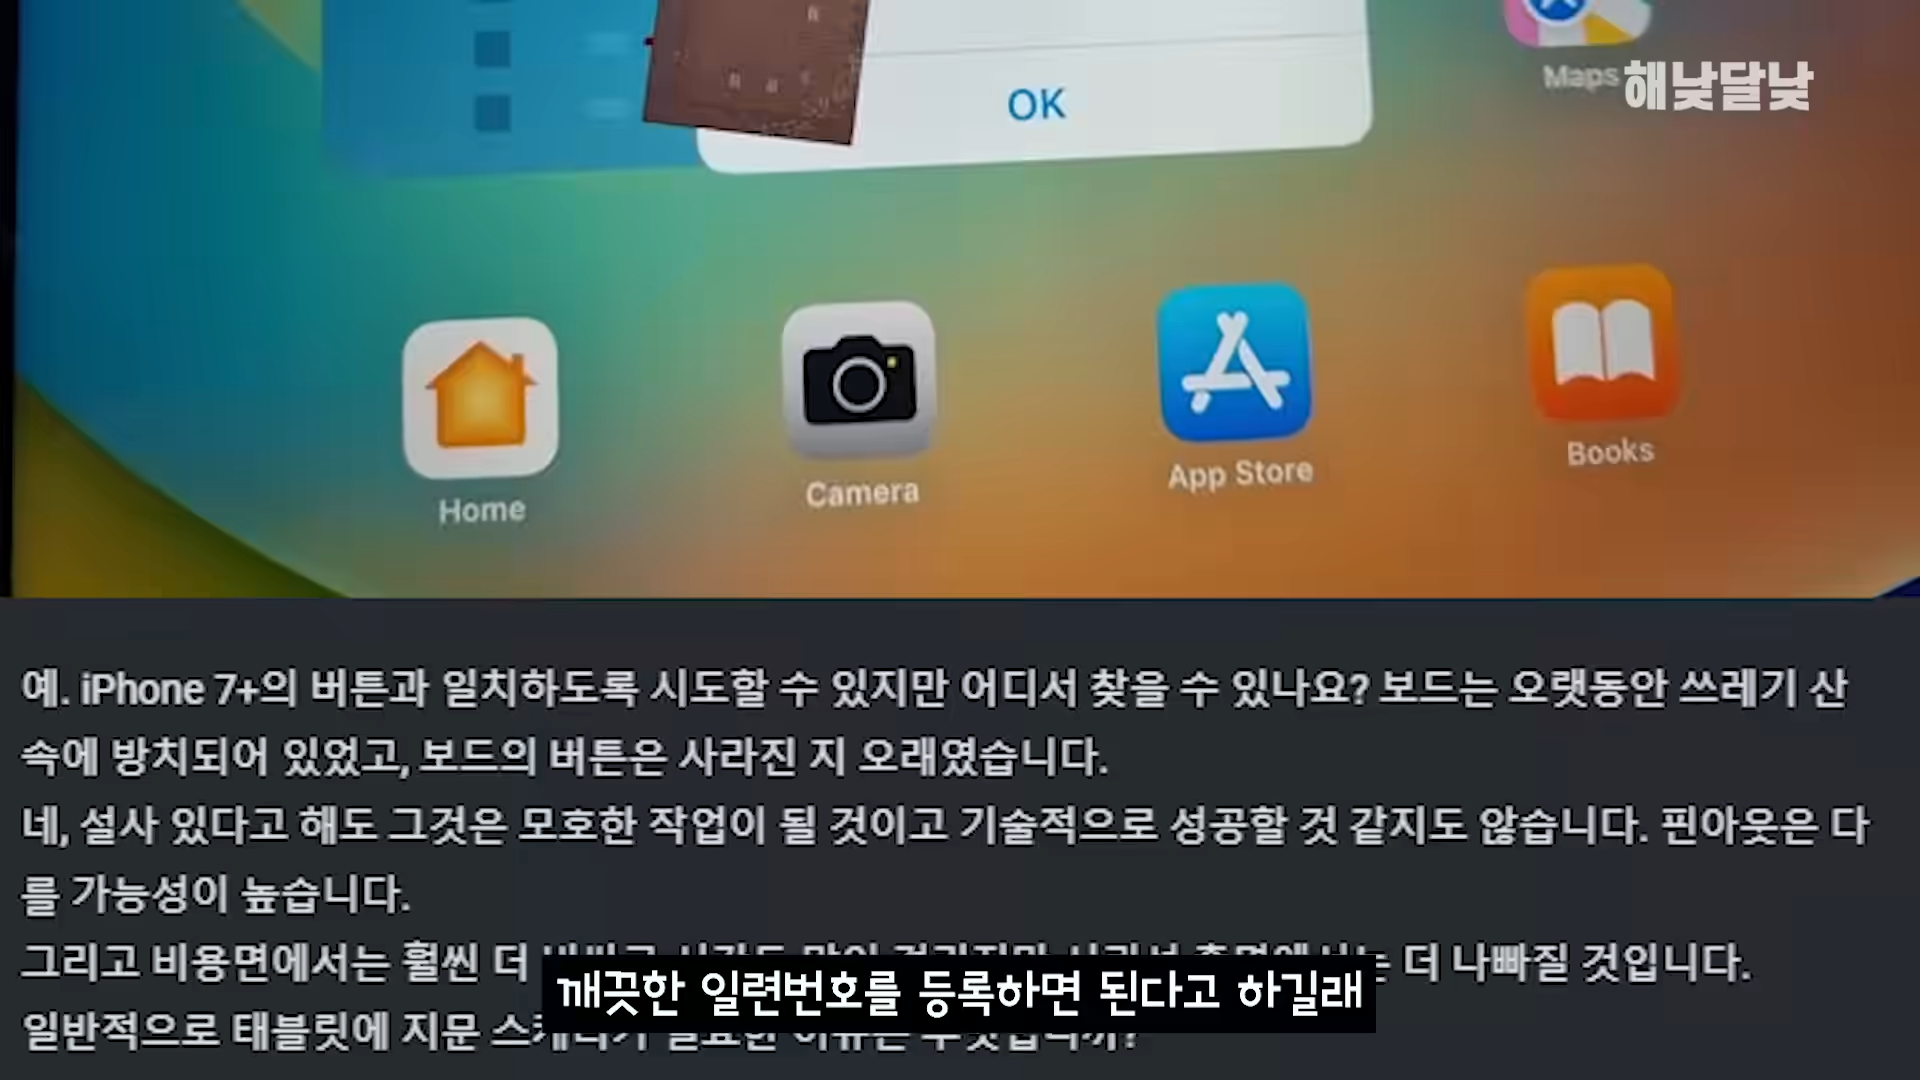 OK
Maps
해낮달낮
Home
Camera
App Store
Books
예. iPhone 7+의 버튼과 일치하도록 시도할 수 있지만 어디서 찾을 수 있나요? 보드는 오랫동안 쓰레기 산
속에 방치되어 있었고, 보드의 버튼은 사라진 지 오래였습니다.
네, 설사 있다고 해도 그것은 모호한 작업이 될 것이고 기술적으로 성공할 것 같지도 않습니다. 핀아웃은 다
를 가능성이 높습니다.
그리고 비용면에서는 훨씬 더 더 나빠질 것입니다.
일반적으로 태블릿에 지문
깨끗한 일련번호를 등록하면 된다고 하길래